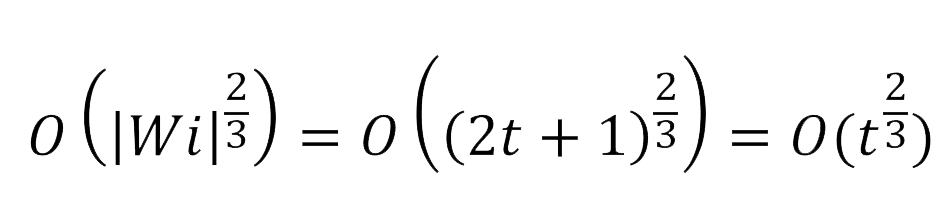 O(|Wi|^{2/3}) = O((2t + 1)^{2/3}) = O(t^{2/3})